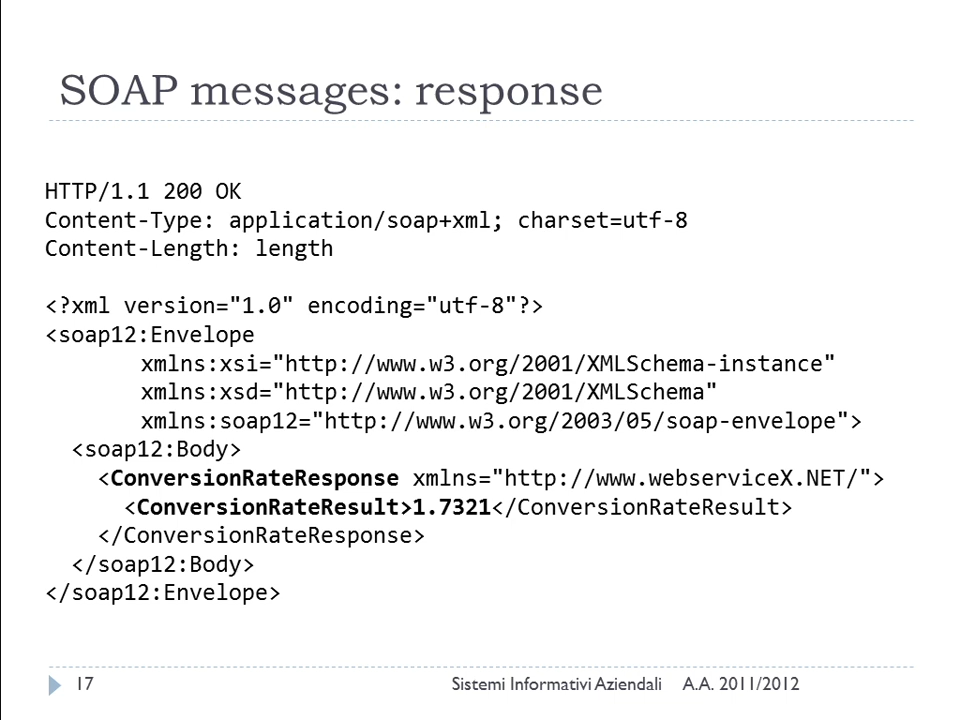 SOAP messages: response
HTTP/1.1 200 OK
Content-Type: application/soap+xml; charset=utf-8
Content-Length: length
<?xml version="1.0" encoding="utf-8"?>
<soap12:Envelope
xmlns:xsi="http://www.w3.org/2001/XMLSchema-instance"
xmlns:xsd="http://www.w3.org/2001/XMLSchema"
xmlns:soap12="http://www.w3.org/2003/05/soap-envelope">
<soap12:Body>
<ConversionRateResponse xmlns="http://www.webserviceX.NET/">
<ConversionRateResult>1.7321</ConversionRateResult>
</ConversionRateResponse>
</soap12:Body>
</soap12:Envelope>
17 Sistemi Informativi Aziendali A.A. 2011/2012